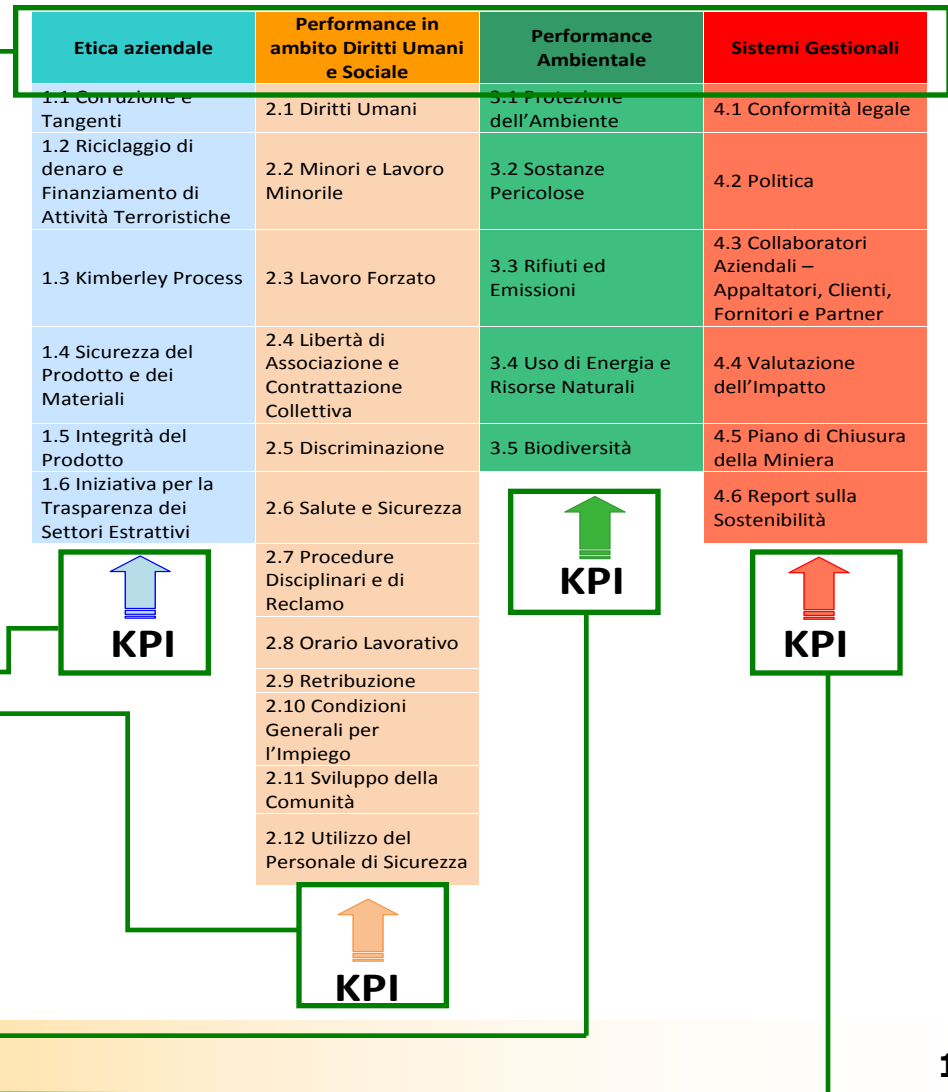 Etica aziendale
Performance in
ambito Diritti Umani
e Sociale
Performance
Ambientale
Sistemi Gestionali
1.1 Corruzione e
Tangenti
2.1 Diritti Umani
3.1 Protezione
dell’Ambiente
4.1 Conformità legale
1.2 Riciclaggio di
denaro e
Finanziamento di
Attività Terroristiche
2.2 Minori e Lavoro
Minorile
3.2 Sostanze
Pericolose
4.2 Politica
1.3 Kimberley Process
2.3 Lavoro Forzato
3.3 Rifiuti ed
Emissioni
4.3 Collaboratori
Aziendali –
Appaltatori, Clienti,
Fornitori e Partner
1.4 Sicurezza del
Prodotto e dei
Materiali
2.4 Libertà di
Associazione e
Contrattazione
Collettiva
3.4 Uso di Energia e
Risorse Naturali
4.4 Valutazione
dell’Impatto
1.5 Integrità del
Prodotto
2.5 Discriminazione
3.5 Biodiversità
4.5 Piano di Chiusura
della Miniera
1.6 Iniziativa per la
Trasparenza dei
Settori Estrattivi
2.6 Salute e Sicurezza
4.6 Report sulla
Sostenibilità
2.7 Procedure
Disciplinari e di
Reclamo
2.8 Orario Lavorativo
2.9 Retribuzione
2.10 Condizioni
Generali per
l’Impiego
2.11 Sviluppo della
Comunità
2.12 Utilizzo del
Personale di Sicurezza
KPI
KPI
KPI
KPI